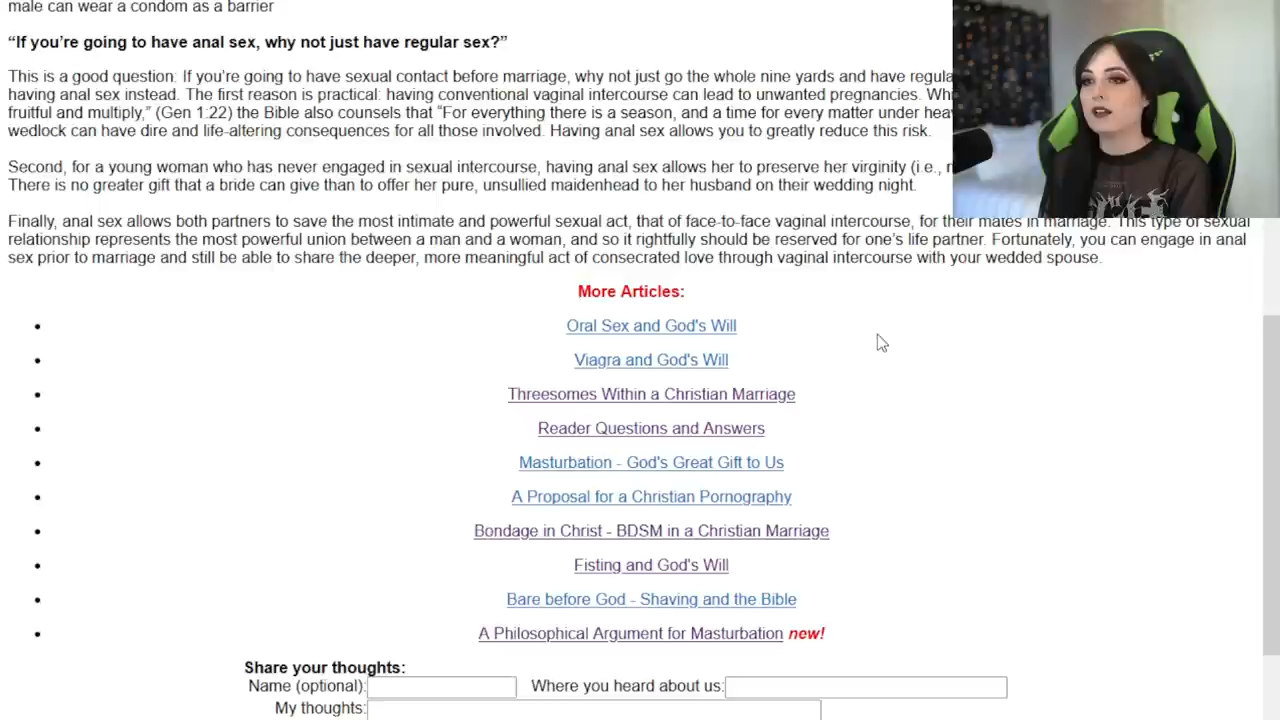 male can wear a condom as a barrier
“If you’re going to have anal sex, why not just have regular sex?”
This is a good question: If you’re going to have sexual contact before marriage, why not just go the whole nine yards and have
having anal sex instead. The first reason is practical: having conventional vaginal intercourse can lead to unwanted pregnancies.
fruitful and multiply,” (Gen 1:22) the Bible also counsels that “For everything there is a season, and a time for every matter under
wedlock can have dire and life-altering consequences for all those involved. Having anal sex allows you to greatly reduce this risk.
Second, for a young woman who has never engaged in sexual intercourse, having anal sex allows her to preserve her virginity (i.e.,
There is no greater gift that a bride can give than to offer her pure, unsullied maidenhead to her husband on their wedding night.
Finally, anal sex allows both partners to save the most intimate and powerful sexual act, that of face-to-face vaginal intercourse, for their mates in marriage. This type of sexual
relationship represents the most powerful union between a man and a woman, and so it rightfully should be reserved for one’s life partner. Fortunately, you can engage in anal
sex prior to marriage and still be able to share the deeper, more meaningful act of consecrated love through vaginal intercourse with your wedded spouse.
More Articles:
Oral Sex and God's Will
Viagra and God's Will
Threesomes Within a Christian Marriage
Reader Questions and Answers
Masturbation - God's Great Gift to Us
A Proposal for a Christian Pornography
Bondage in Christ - BDSM in a Christian Marriage
Fisting and God's Will
Bare before God - Shaving and the Bible
A Philosophical Argument for Masturbation new!
Share your thoughts:
Name (optional): Where you heard about us:
My thoughts: